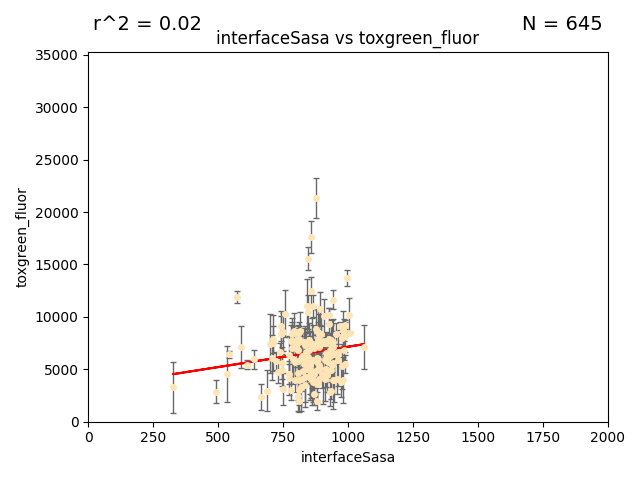 r^2 = 0.02
N = 645
interfaceSasa vs toxgreen_fluor
35000
30000
25000
20000
15000
10000
5000
0
toxgreen_fluor
0 250 500 750 1000 1250 1500 1750 2000
interfaceSasa